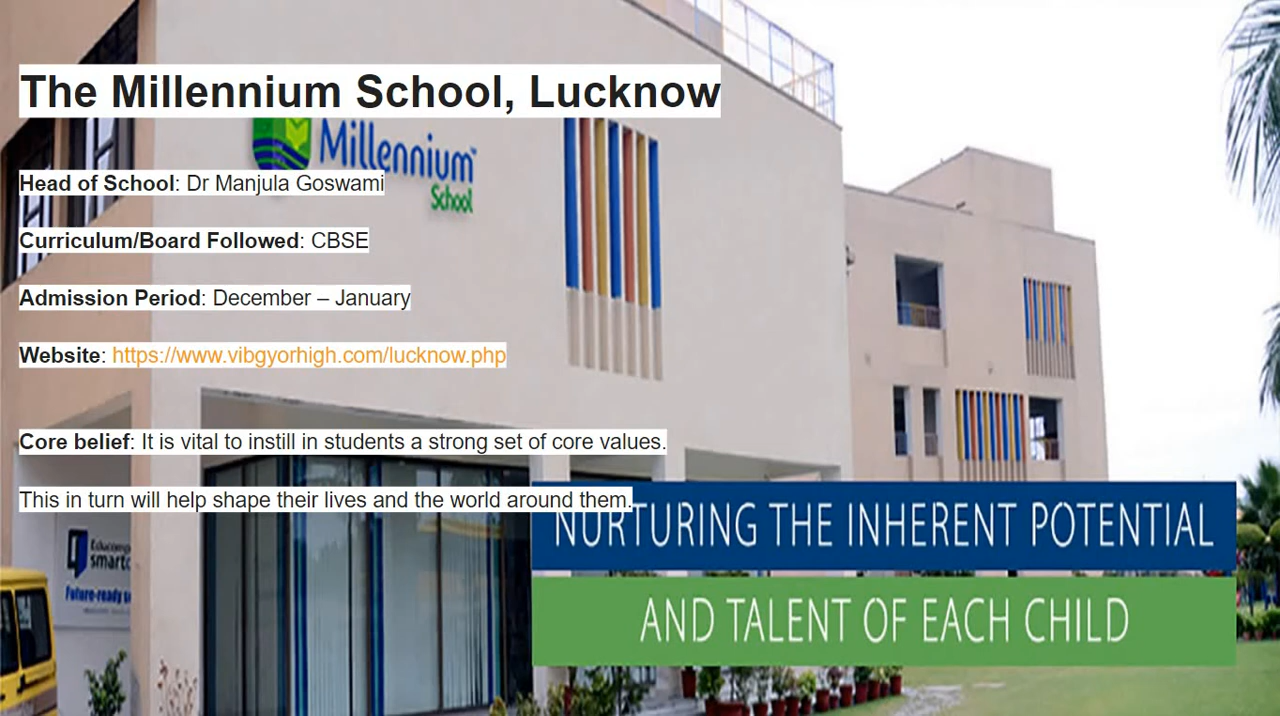 The Millennium School, Lucknow
Millennium™
School
Head of School: Dr Manjula Goswami
Curriculum/Board Followed: CBSE
Admission Period: December – January
Website: https://www.vibgyorhigh.com/lucknow.php
Core belief: It is vital to instill in students a strong set of core values.
This in turn will help shape their lives and the world around them.
NURTURING THE INHERENT POTENTIAL
AND TALENT OF EACH CHILD
Future-ready